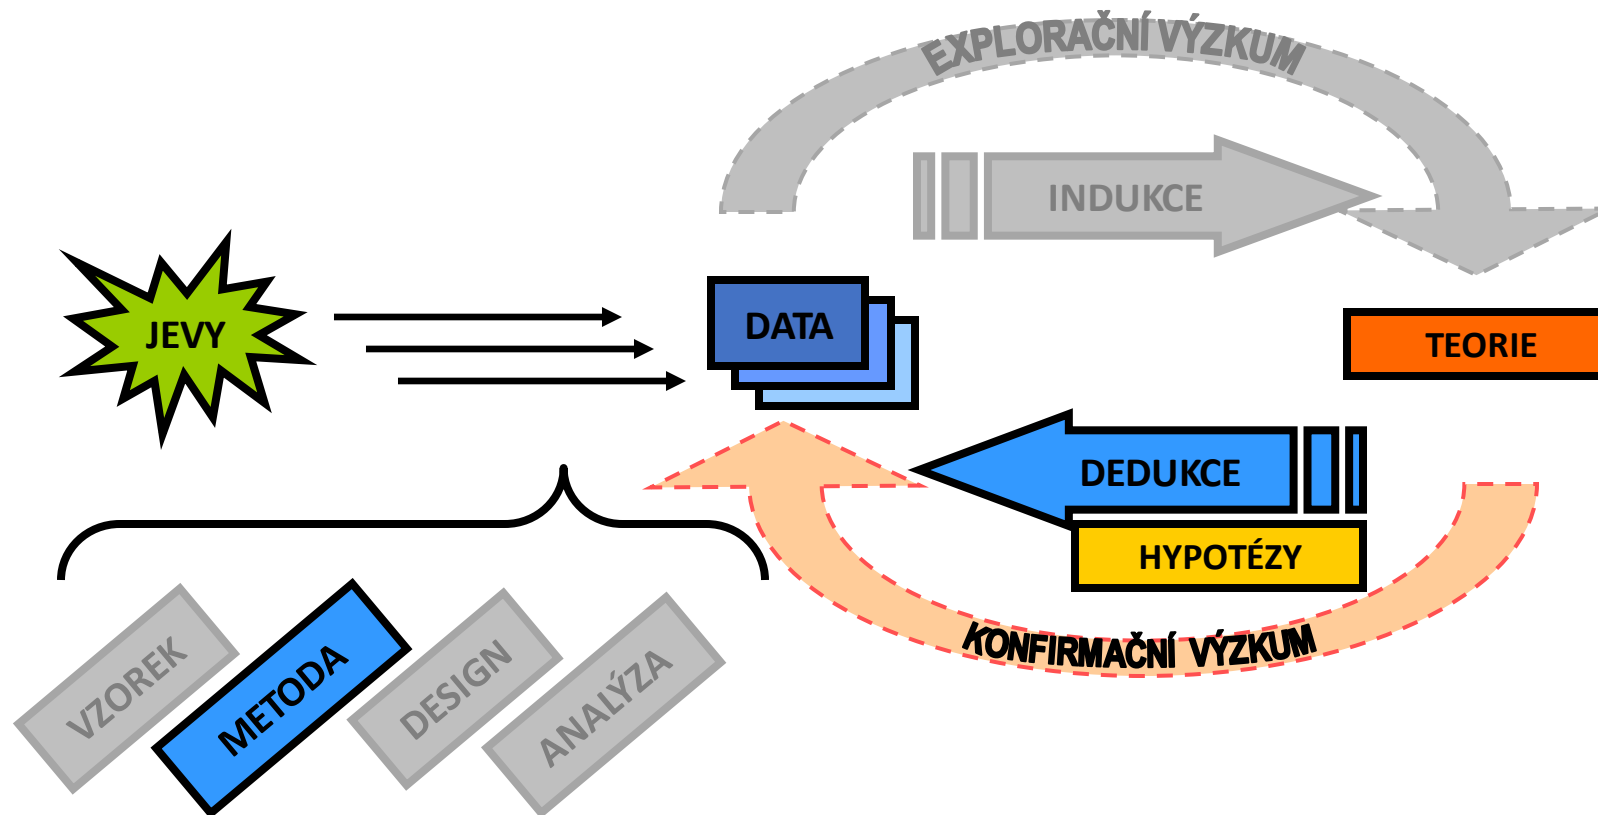 EXPLORAČNÍ VÝZKUM
INDUKCE
JEVY
DATA
TEORIE
DEDUKCE
HYPOTÉZY
KONFIRMAČNÍ VÝZKUM
VZOREK
METODA
DESIGN
ANALÝZA